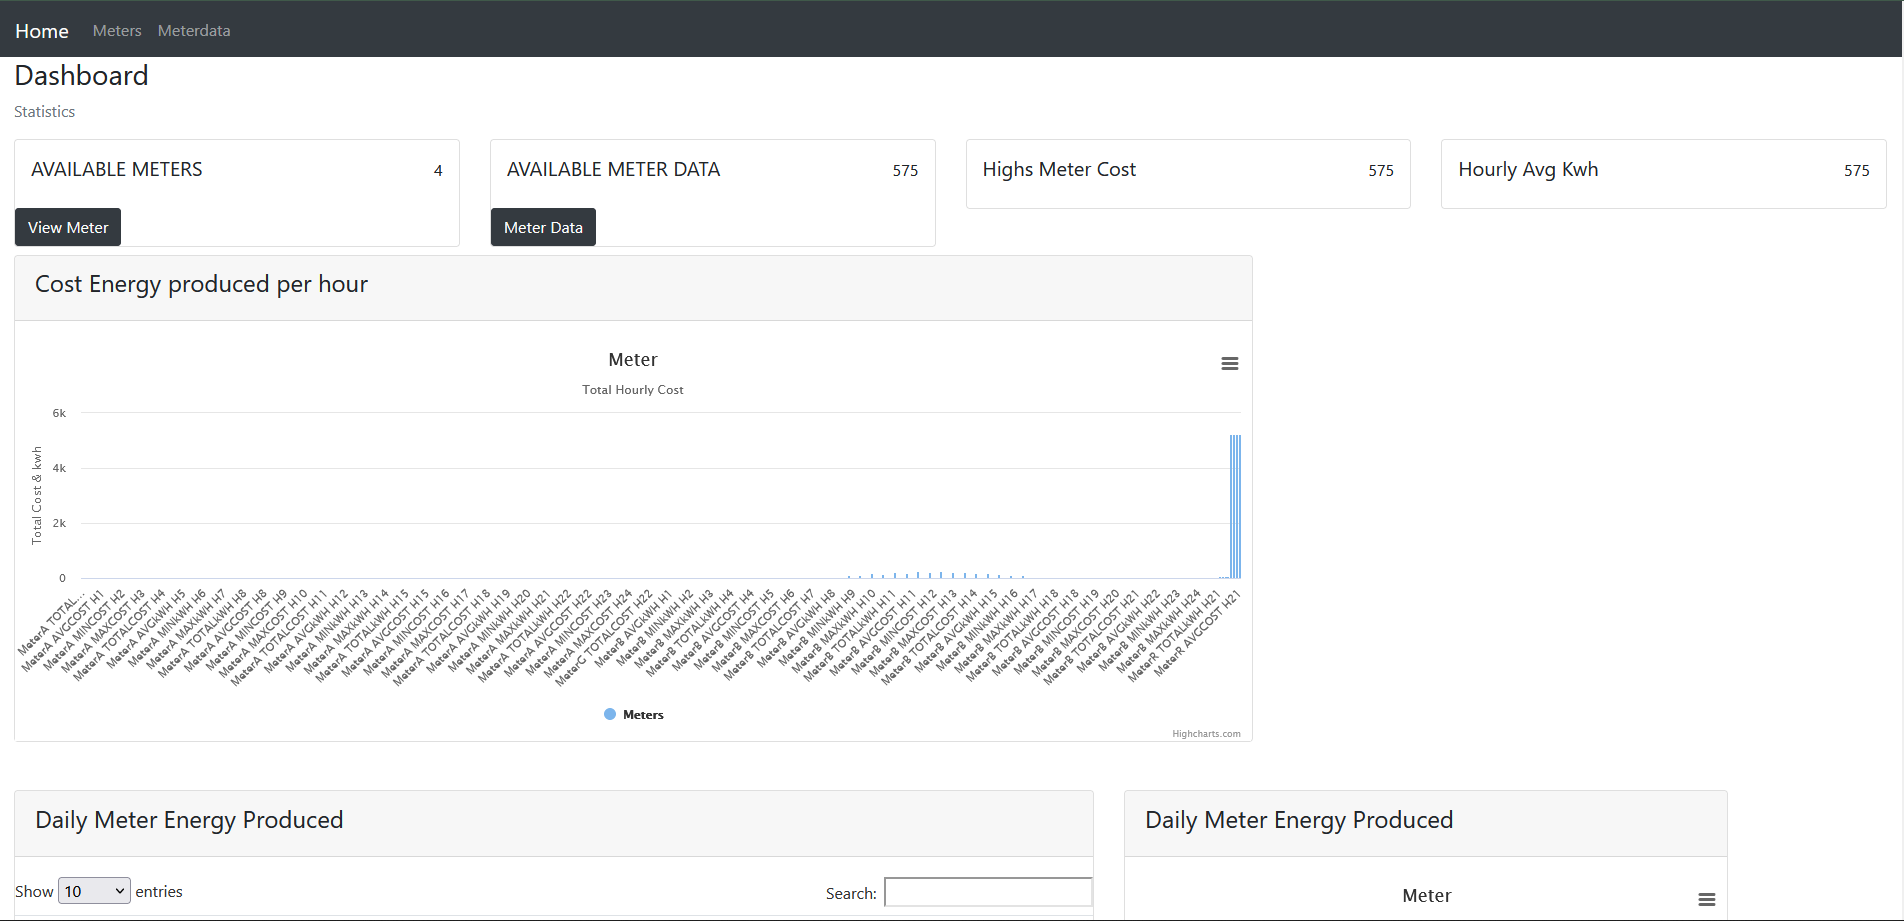 Home Meters Meterdata
Dashboard
Statistics
AVAILABLE METERS 4
View Meter
AVAILABLE METER DATA 575
Meter Data
Highs Meter Cost 575
Hourly Avg Kwh 575
Cost Energy produced per hour
Meter
Total Hourly Cost
Total Cost & kwh
6k
4k
2k
0
MeterA TOTAL...
MeterA AVGCOST H1
MeterA MINCOST H2
MeterA MAXCOST H3
MeterA TOTALCOST H4
MeterA AVGKWH H5
MeterA MINKWH H6
MeterA MAXKWH H7
MeterA TOTALKWH H8
MeterA AVGCOST H8
MeterA MINCOST H9
MeterA MAXCOST H10
MeterA TOTALCOST H11
MeterA AVGKWH H12
MeterA MINKWH H13
MeterA MAXKWH H14
MeterA TOTALKWH H15
MeterA AVGCOST H15
MeterA MINCOST H16
MeterA MAXCOST H17
MeterA TOTALCOST H18
MeterA AVGKWH H19
MeterA MINKWH H20
MeterA MAXKWH H21
MeterA TOTALKWH H22
MeterA AVGCOST H22
MeterA MINCOST H23
MeterA MAXCOST H24
MeterG TOTALCOST H22
MeterB AVGKWH H1
MeterB MINKWH H2
MeterB MAXKWH H3
MeterB TOTALKWH H4
MeterB AVGCOST H4
MeterB MINCOST H5
MeterB MAXCOST H6
MeterB TOTALCOST H7
MeterB AVGKWH H8
MeterB MINKWH H9
MeterB MAXKWH H10
MeterB TOTALKWH H11
MeterB AVGCOST H11
MeterB MINCOST H12
MeterB MAXCOST H13
MeterB TOTALCOST H14
MeterB AVGKWH H15
MeterB MINKWH H16
MeterB MAXKWH H17
MeterB TOTALKWH H18
MeterB AVGCOST H18
MeterB MINCOST H19
MeterB MAXCOST H20
MeterB TOTALCOST H21
MeterB AVGKWH H22
MeterB MINKWH H23
MeterB MAXKWH H24
MeterR TOTALKWH H21
MeterR AVGCOST H21
Meters
Highcharts.com
Daily Meter Energy Produced
Show 10 entries
Search:
Daily Meter Energy Produced
Meter